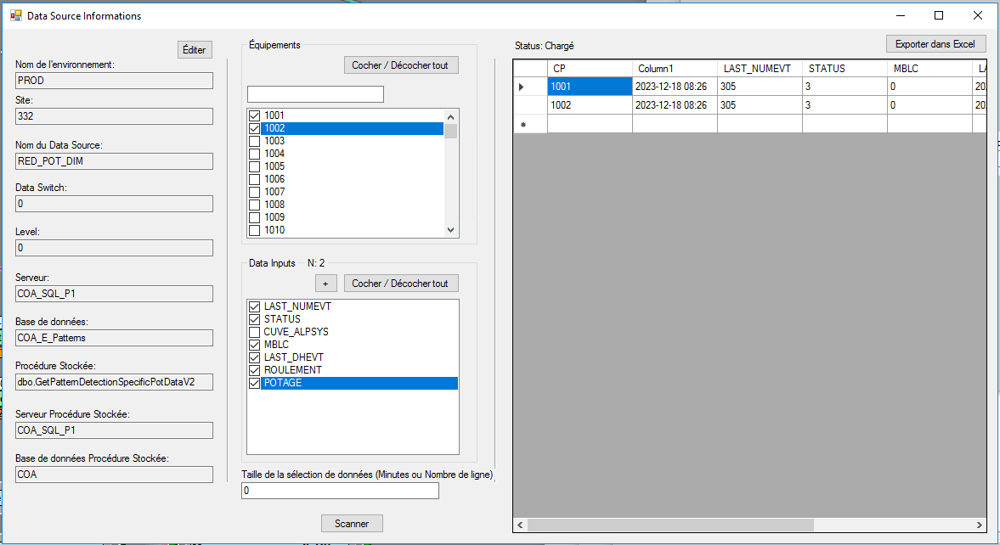 Data Source Informations
Éditer
Nom de l'environnement:
PROD
Site:
332
Nom du Data Source:
RED_POT_DIM
Data Switch:
0
Level:
0
Serveur:
COA_SQL_P1
Base de données:
COA_E_Patterns
Procédure Stockée:
dbo.GetPatternDetectionSpecificPotDataV2
Serveur Procédure Stockée:
COA_SQL_P1
Base de données Procédure Stockée:
COA
Équipements
Cocher / Décocher tout
1001
1002
1003
1004
1005
1006
1007
1008
1009
1010
Data Inputs N: 2
+ Cocher / Décocher tout
LAST_NUMEVT
STATUS
CUVE_ALPSYS
MBLC
LAST_DHEVT
ROULEMENT
POTAGE
Taille de la sélection de données (Minutes ou Nombre de ligne)
0
Scanner
Status: Chargé
Exporter dans Excel
CP Column1 LAST_NUMEVT STATUS MBLC LA
1001 2023-12-18 08:26 305 3 0 202
1002 2023-12-18 08:26 305 3 0 202